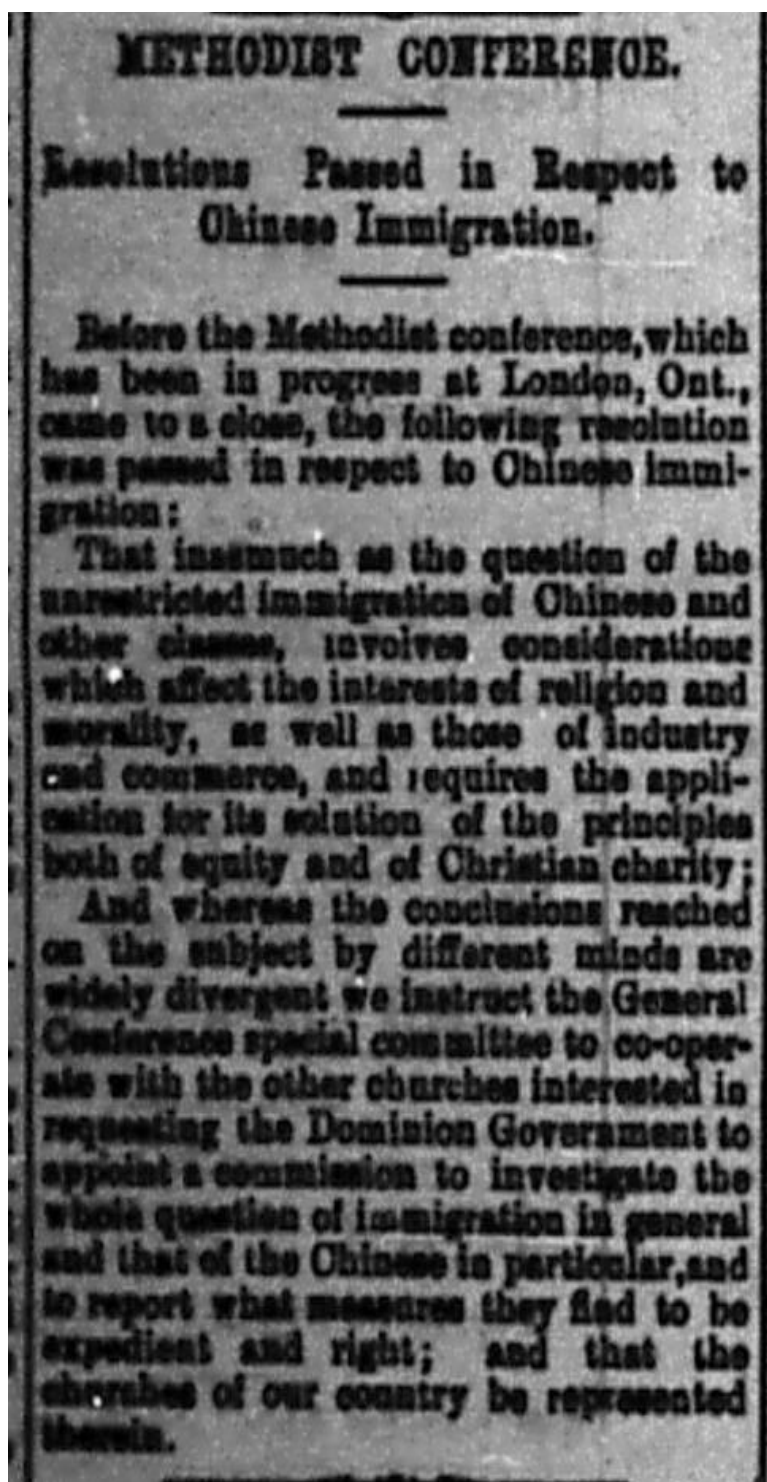 METHODIST CONFERENCE.
Resolutions Passed in Respect to
Chinese Immigration.
Before the Methodist conference, which
has been in progress at London, Ont.,
came to a close, the following resolution
was passed in respect to Chinese immi-
gration:
That inasmuch as the question of the
unrestricted immigration of Chinese and
other classes, involves considerations
which affect the interests of religion and
morality, as well as those of industry
and commerce, and requires the appli-
cation for its solution of the principles
both of equity and of Christian charity;
And whereas the conclusions reached
on the subject by different minds are
widely divergent we instruct the General
Conference special committee to co-oper-
ate with the other churches interested in
requesting the Dominion Government to
appoint a commission to investigate the
whole question of immigration in general
and that of the Chinese in particular, and
to report what measures they find to be
expedient and right; and that the
churches of our country be represented
therein.